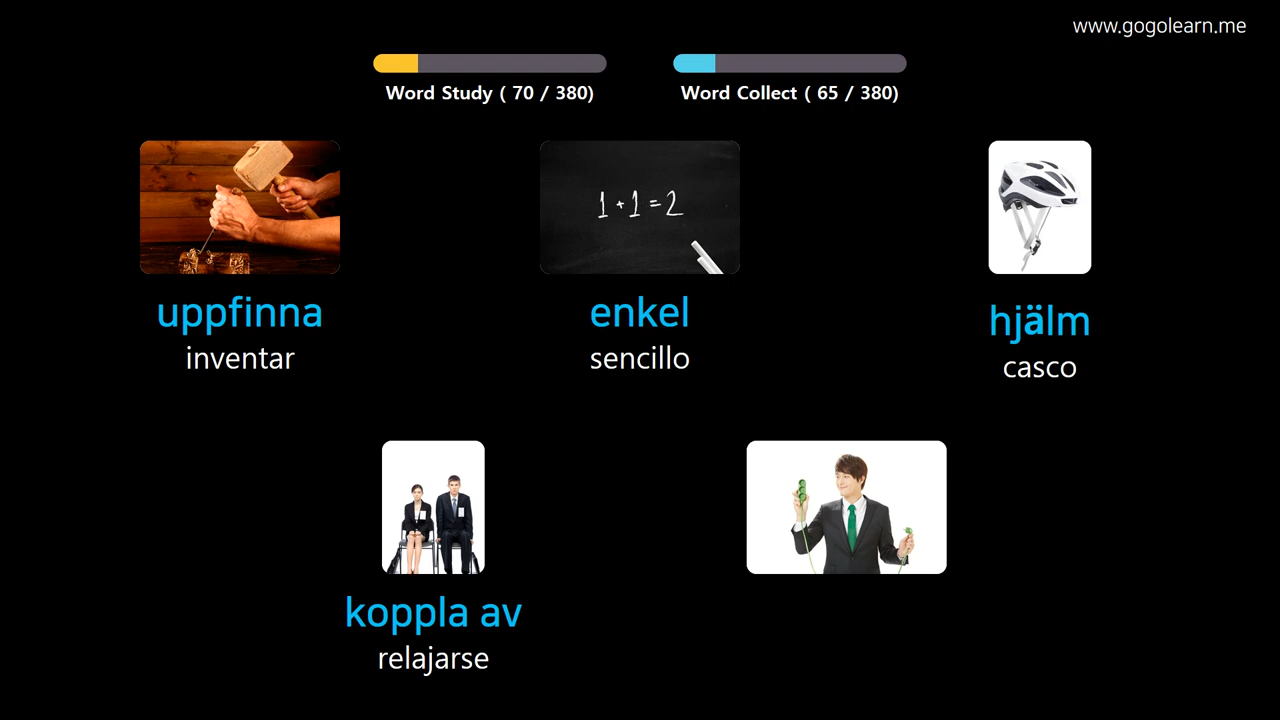 www.gogolearn.me
Word Study ( 70 / 380)
Word Collect ( 65 / 380)
1+1=2
uppfinna
inventar
enkel
sencillo
hjälm
casco
koppla av
relajarse